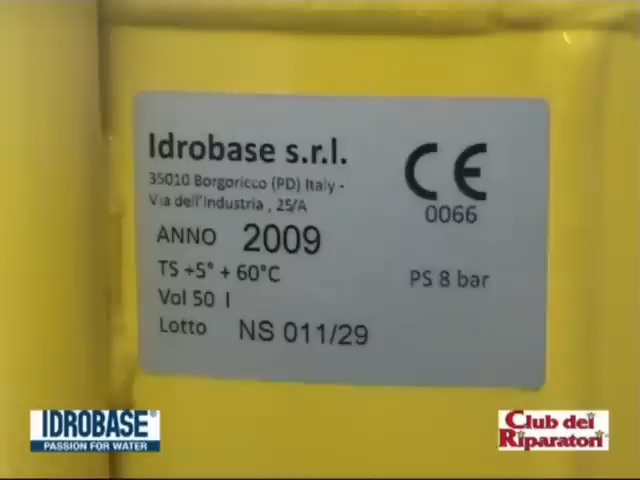 Idrobase s.r.l.
35010 Borgoricco (PD) Italy -
Via dell'Industria , 25/A
CE
0066
ANNO 2009
TS +5° + 60°C
PS 8 bar
Vol 50 l
Lotto NS 011/29
IDROBASE®
PASSION FOR WATER
Club dei
Riparatori